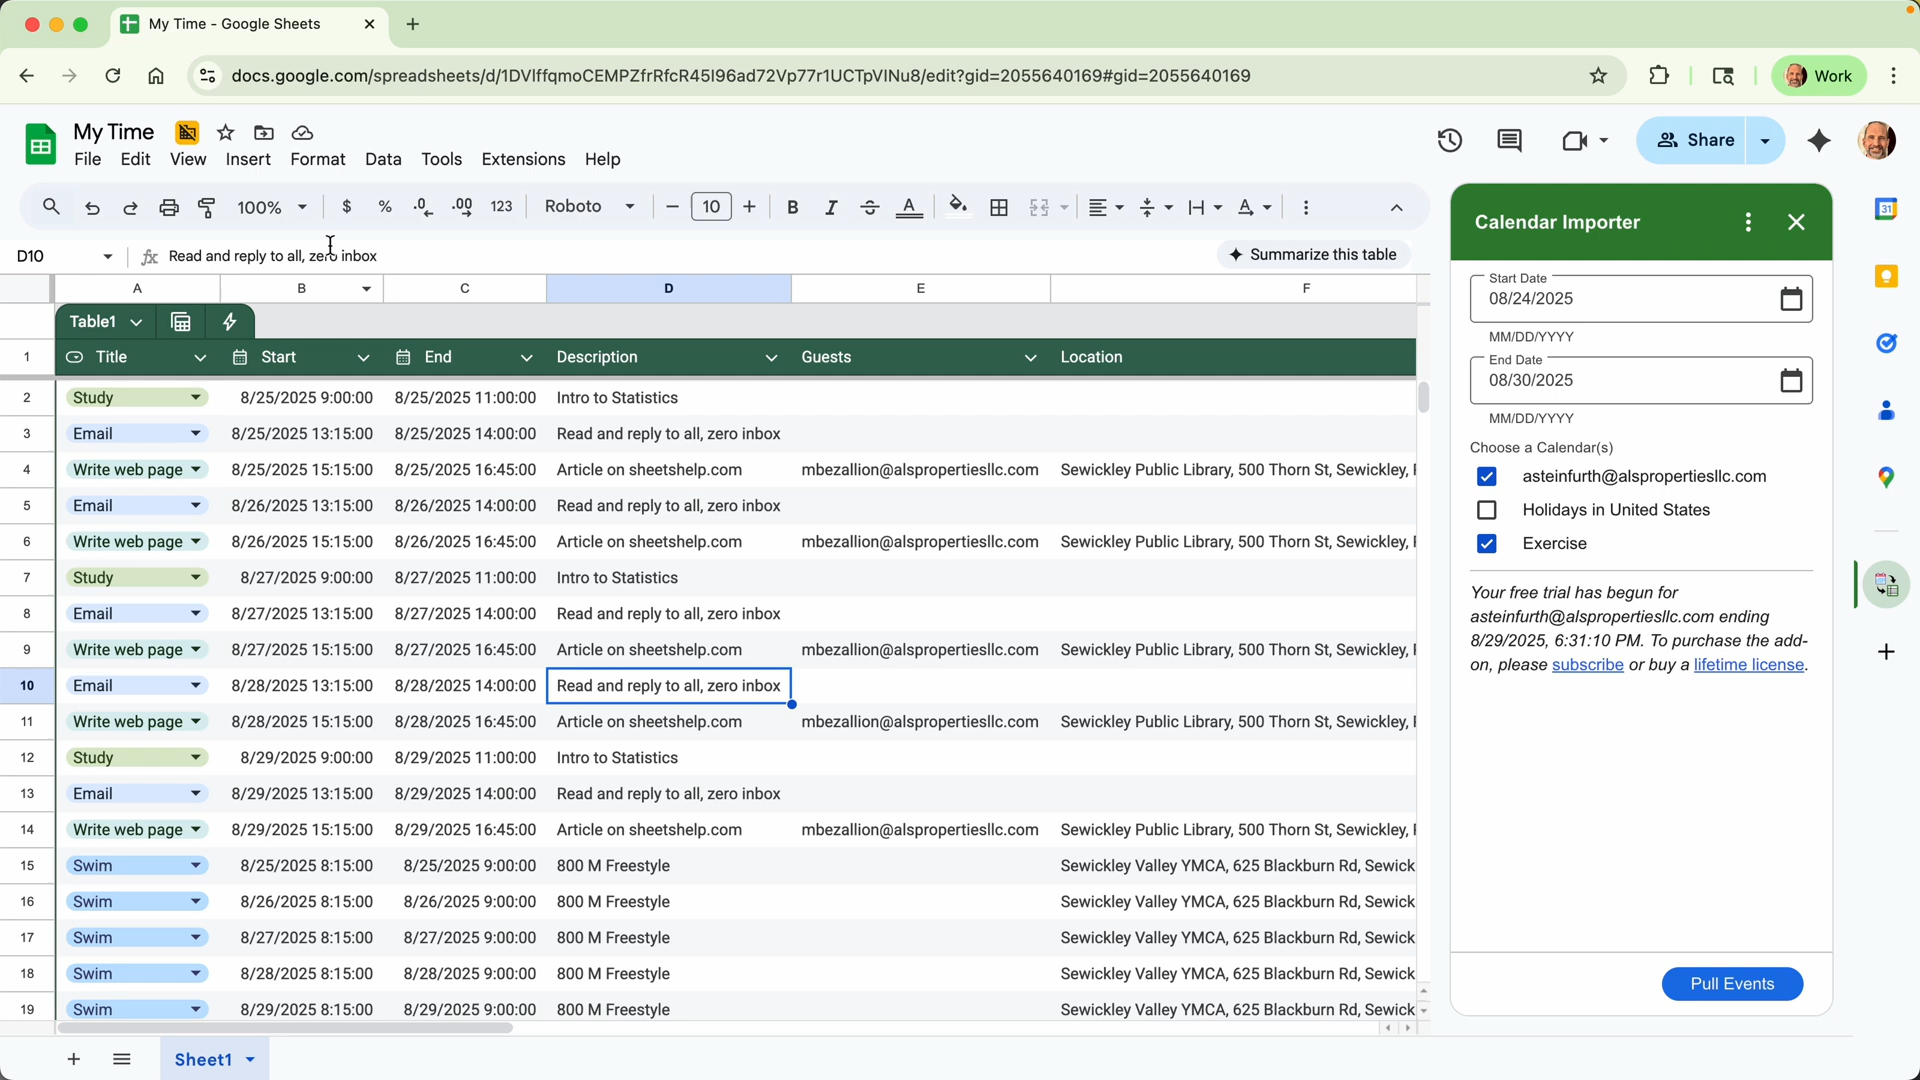 My Time - Google Sheets
docs.google.com/spreadsheets/d/1DVlffqmoCEMPZfrRfcR45I96ad72Vp77r1UCTpVINu8/edit?gid=2055640169#gid=2055640169
Work
My Time
File Edit View Insert Format Data Tools Extensions Help
Share
31
100% $ % .0 .00 123 Roboto 10 B I S A
D10 fx Read and reply to all, zero inbox Summarize this table
A B C D E F
Table1
1 Title Start End Description Guests Location
2 Study 8/25/2025 9:00:00 8/25/2025 11:00:00 Intro to Statistics
3 Email 8/25/2025 13:15:00 8/25/2025 14:00:00 Read and reply to all, zero inbox
4 Write web page 8/25/2025 15:15:00 8/25/2025 16:45:00 Article on sheetshelp.com mbezallion@alspropertiesllc.com Sewickley Public Library, 500 Thorn St, Sewickley,
5 Email 8/26/2025 13:15:00 8/26/2025 14:00:00 Read and reply to all, zero inbox
6 Write web page 8/26/2025 15:15:00 8/26/2025 16:45:00 Article on sheetshelp.com mbezallion@alspropertiesllc.com Sewickley Public Library, 500 Thorn St, Sewickley,
7 Study 8/27/2025 9:00:00 8/27/2025 11:00:00 Intro to Statistics
8 Email 8/27/2025 13:15:00 8/27/2025 14:00:00 Read and reply to all, zero inbox
9 Write web page 8/27/2025 15:15:00 8/27/2025 16:45:00 Article on sheetshelp.com mbezallion@alspropertiesllc.com Sewickley Public Library, 500 Thorn St, Sewickley,
10 Email 8/28/2025 13:15:00 8/28/2025 14:00:00 Read and reply to all, zero inbox
11 Write web page 8/28/2025 15:15:00 8/28/2025 16:45:00 Article on sheetshelp.com mbezallion@alspropertiesllc.com Sewickley Public Library, 500 Thorn St, Sewickley,
12 Study 8/29/2025 9:00:00 8/29/2025 11:00:00 Intro to Statistics
13 Email 8/29/2025 13:15:00 8/29/2025 14:00:00 Read and reply to all, zero inbox
14 Write web page 8/29/2025 15:15:00 8/29/2025 16:45:00 Article on sheetshelp.com mbezallion@alspropertiesllc.com Sewickley Public Library, 500 Thorn St, Sewickley,
15 Swim 8/25/2025 8:15:00 8/25/2025 9:00:00 800 M Freestyle Sewickley Valley YMCA, 625 Blackburn Rd, Sewick
16 Swim 8/26/2025 8:15:00 8/26/2025 9:00:00 800 M Freestyle Sewickley Valley YMCA, 625 Blackburn Rd, Sewick
17 Swim 8/27/2025 8:15:00 8/27/2025 9:00:00 800 M Freestyle Sewickley Valley YMCA, 625 Blackburn Rd, Sewick
18 Swim 8/28/2025 8:15:00 8/28/2025 9:00:00 800 M Freestyle Sewickley Valley YMCA, 625 Blackburn Rd, Sewick
19 Swim 8/29/2025 8:15:00 8/29/2025 9:00:00 800 M Freestyle Sewickley Valley YMCA, 625 Blackburn Rd, Sewick
Sheet1
Calendar Importer
Start Date
08/24/2025
MM/DD/YYYY
End Date
08/30/2025
MM/DD/YYYY
Choose a Calendar(s)
asteinfurth@alspropertiesllc.com
Holidays in United States
Exercise
Your free trial has begun for
asteinfurth@alspropertiesllc.com ending
8/29/2025, 6:31:10 PM. To purchase the add-
on, please subscribe or buy a lifetime license.
Pull Events